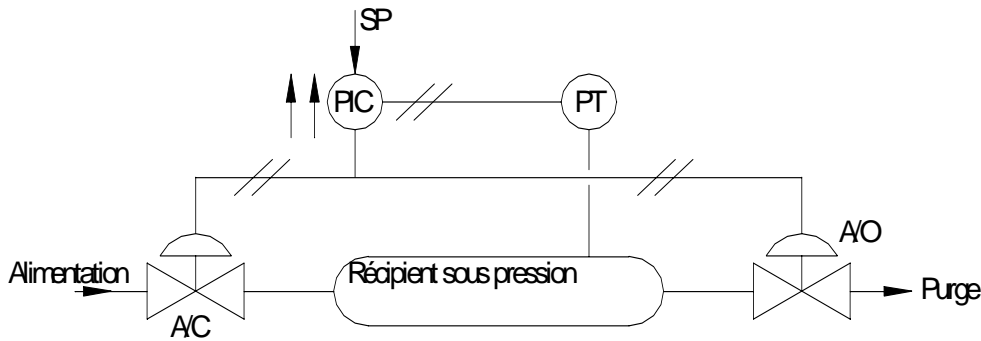 SP
PIC
PT
A/O
Alimentation
Récipient sous pression
Purge
A/C